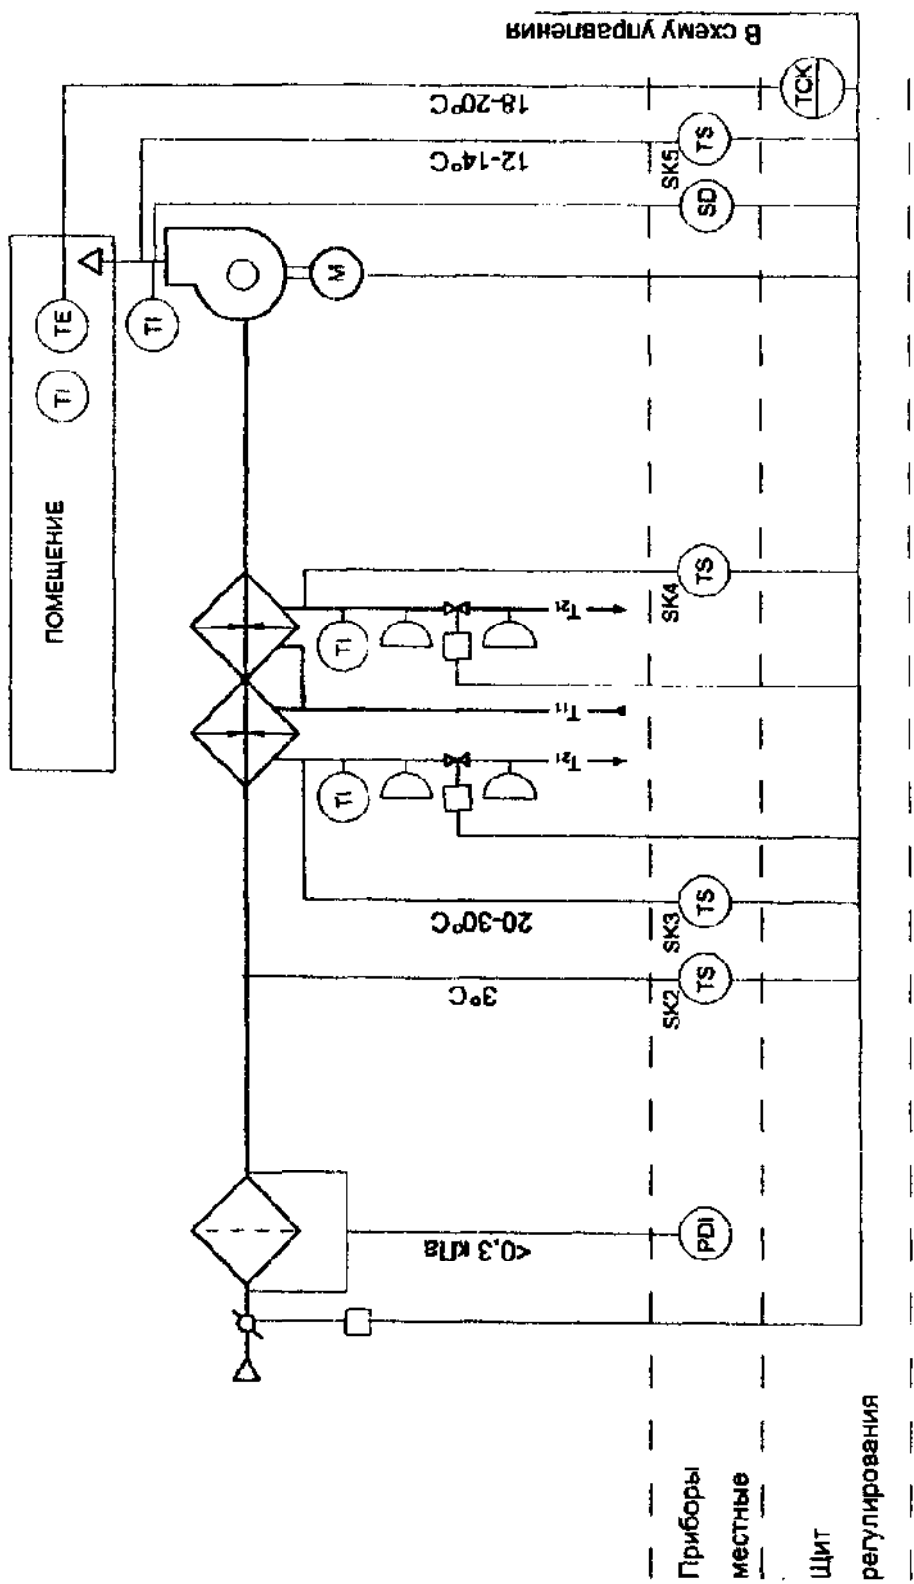 ПОМЕЩЕНИЕ
TI
TE
TI
M
TI
TI
T21
T11
T21
<0,3 кПа
3°C
20-30°C
12-14°C
18-20°C
В схему управления
SK2
SK3
SK4
SK5
PDI
TS
TS
TS
SD
TS
TCK
Приборы
местные
Щит
регулирования